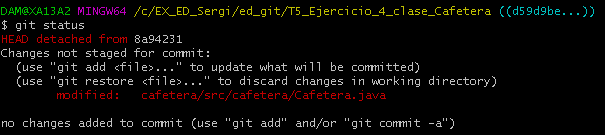 DAM@XA13A2 MINGW64 /c/EX_ED_Sergi/ed_git/T5_Ejercicio_4_clase_Cafetera ((d59d9be...))
$ git status
HEAD detached from 8a94231
Changes not staged for commit:
  (use "git add <file>..." to update what will be committed)
  (use "git restore <file>..." to discard changes in working directory)
        modified:   cafetera/src/cafetera/Cafetera.java
no changes added to commit (use "git add" and/or "git commit -a")